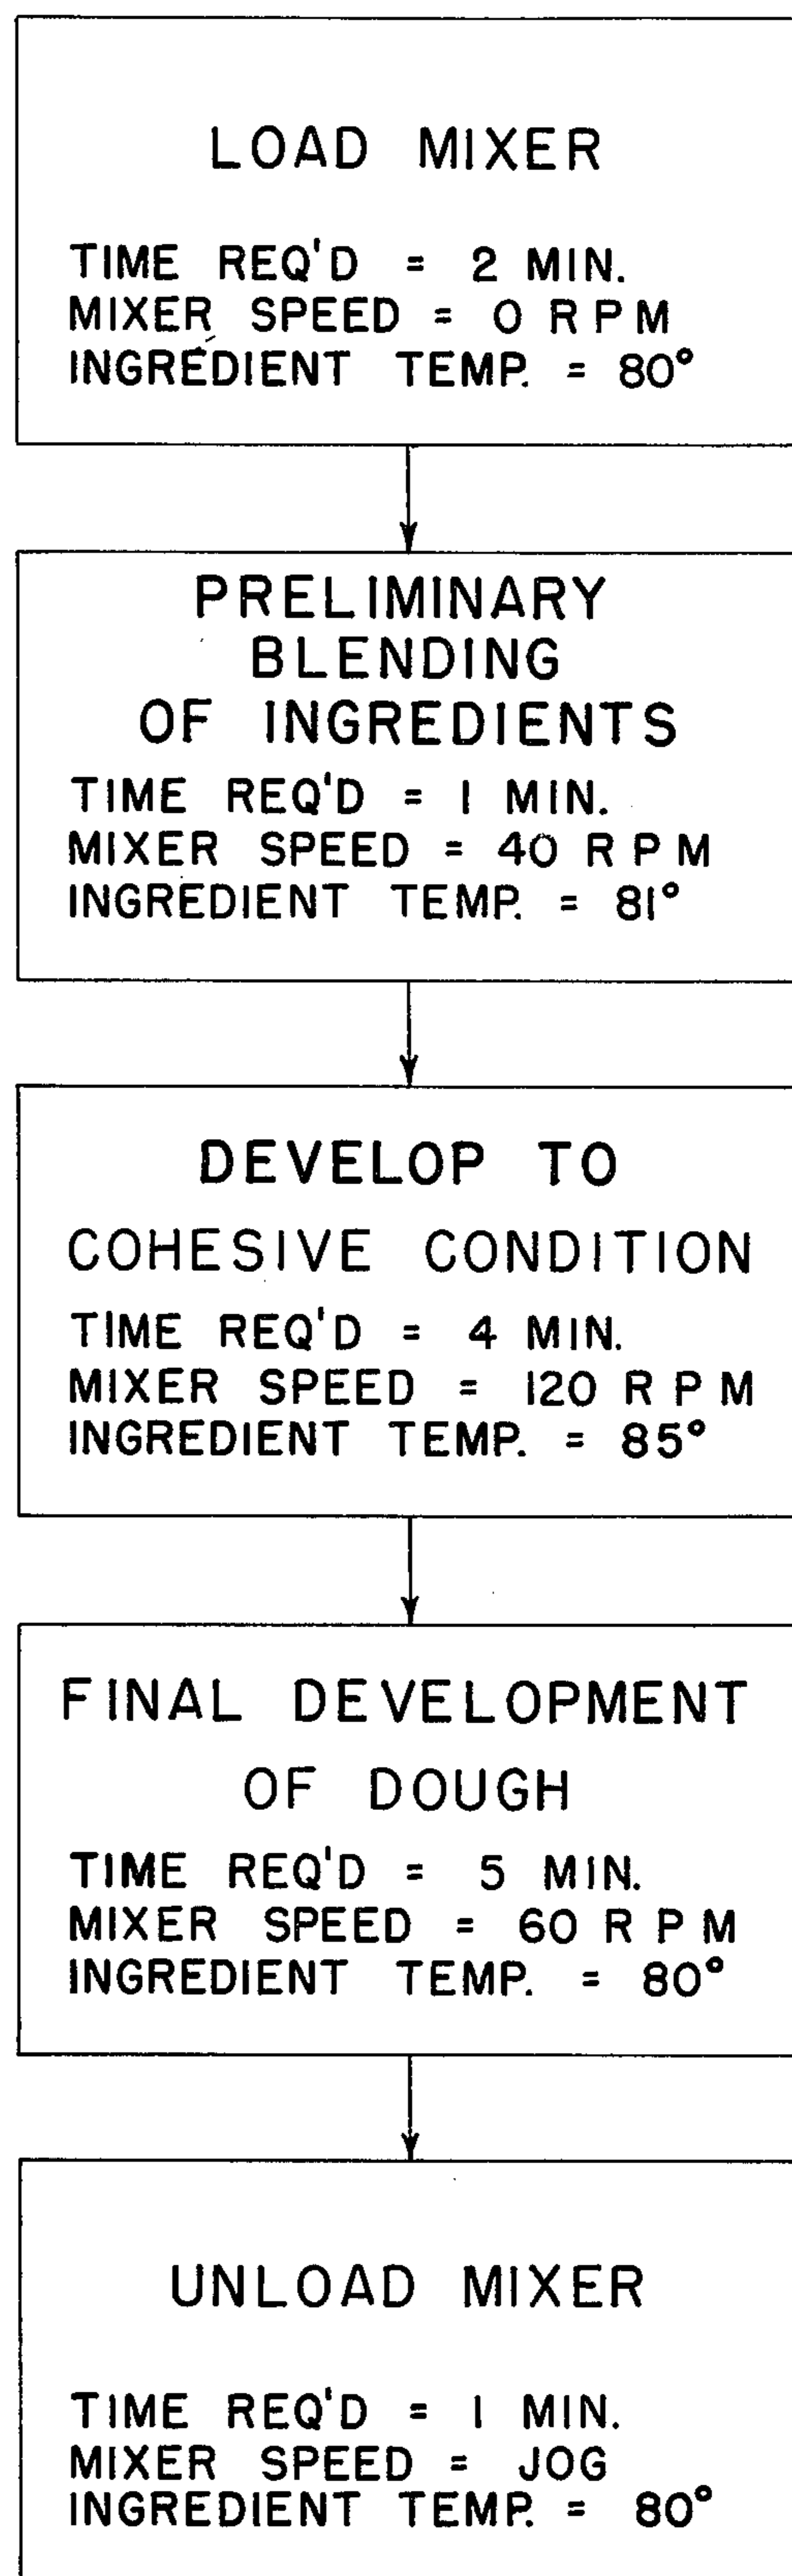 LOAD MIXER
TIME REQ'D = 2 MIN.
MIXER SPEED = 0 RPM
INGREDIENT TEMP. = 80°
PRELIMINARY
BLENDING
OF INGREDIENTS
TIME REQ'D = 1 MIN.
MIXER SPEED = 40 RPM
INGREDIENT TEMP. = 81°
DEVELOP TO
COHESIVE CONDITION
TIME REQ'D = 4 MIN.
MIXER SPEED = 120 RPM
INGREDIENT TEMP. = 85°
FINAL DEVELOPMENT
OF DOUGH
TIME REQ'D = 5 MIN.
MIXER SPEED = 60 RPM
INGREDIENT TEMP. = 80°
UNLOAD MIXER
TIME REQ'D = 1 MIN.
MIXER SPEED = JOG
INGREDIENT TEMP. = 80°